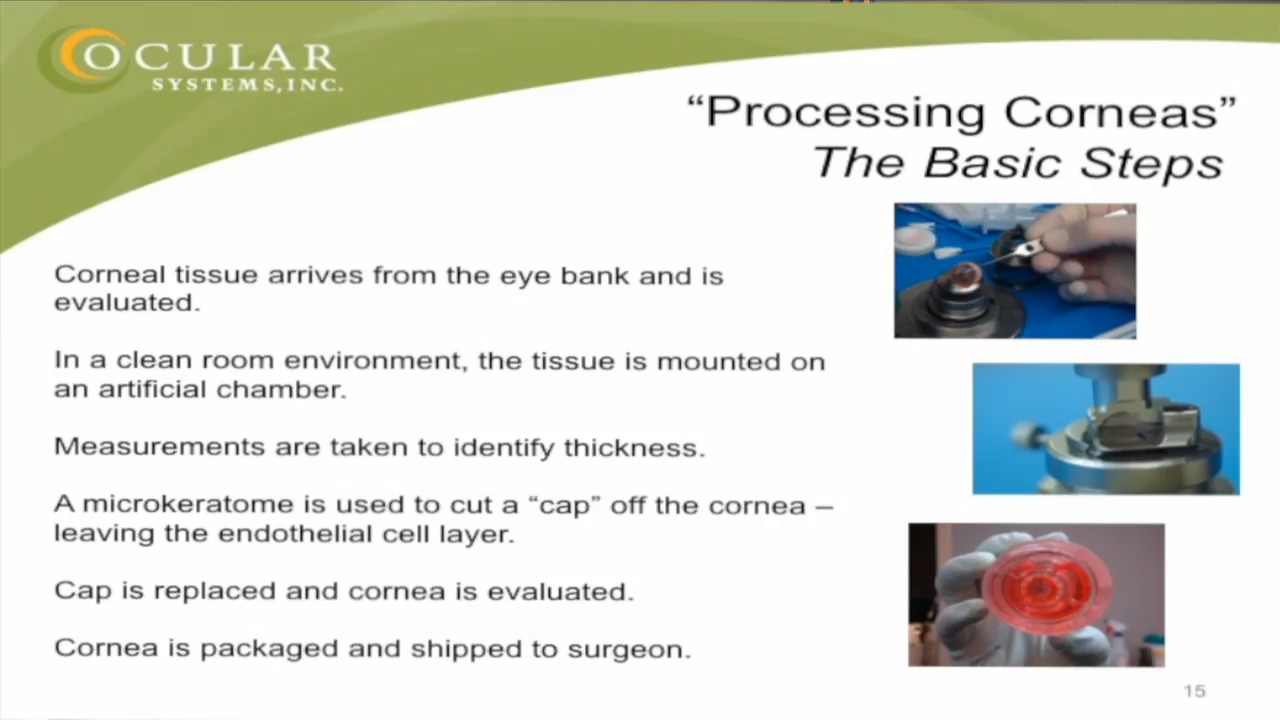 OCULAR
SYSTEMS, INC.
“Processing Corneas”
The Basic Steps
Corneal tissue arrives from the eye bank and is
evaluated.
In a clean room environment, the tissue is mounted on
an artificial chamber.
Measurements are taken to identify thickness.
A microkeratome is used to cut a “cap” off the cornea –
leaving the endothelial cell layer.
Cap is replaced and cornea is evaluated.
Cornea is packaged and shipped to surgeon.
15